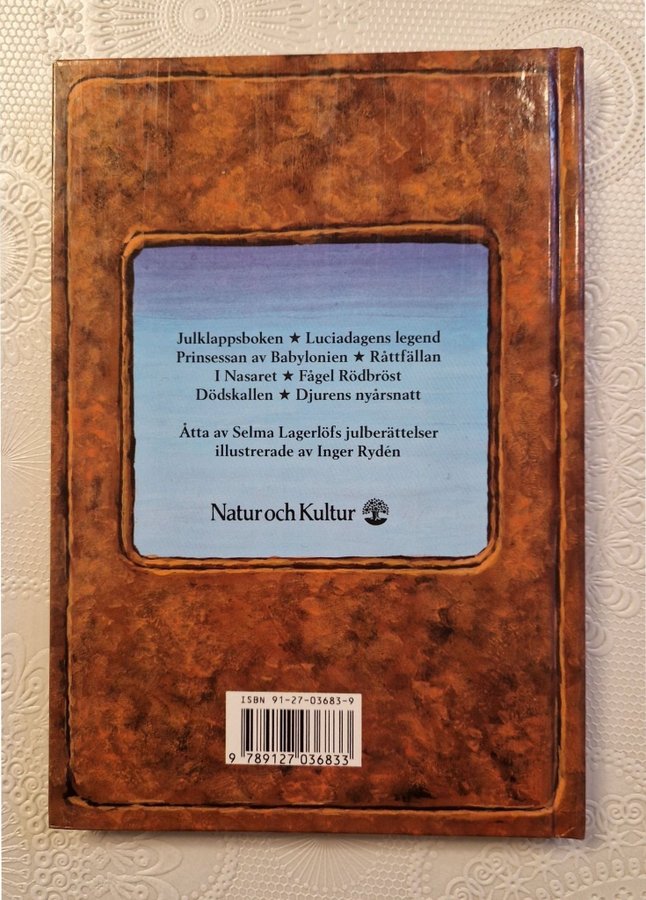 Julklappsboken ★ Luciadagens legend
Prinsessan av Babylonien ★ Råttfällan
I Nasaret ★ Fågel Rödbröst
Dödskallen ★ Djurens nyårsnatt
Åtta av Selma Lagerlöfs julberättelser
illustrerade av Inger Rydén
Natur och Kultur
ISBN 91-27-03683-9
9 789127 036833